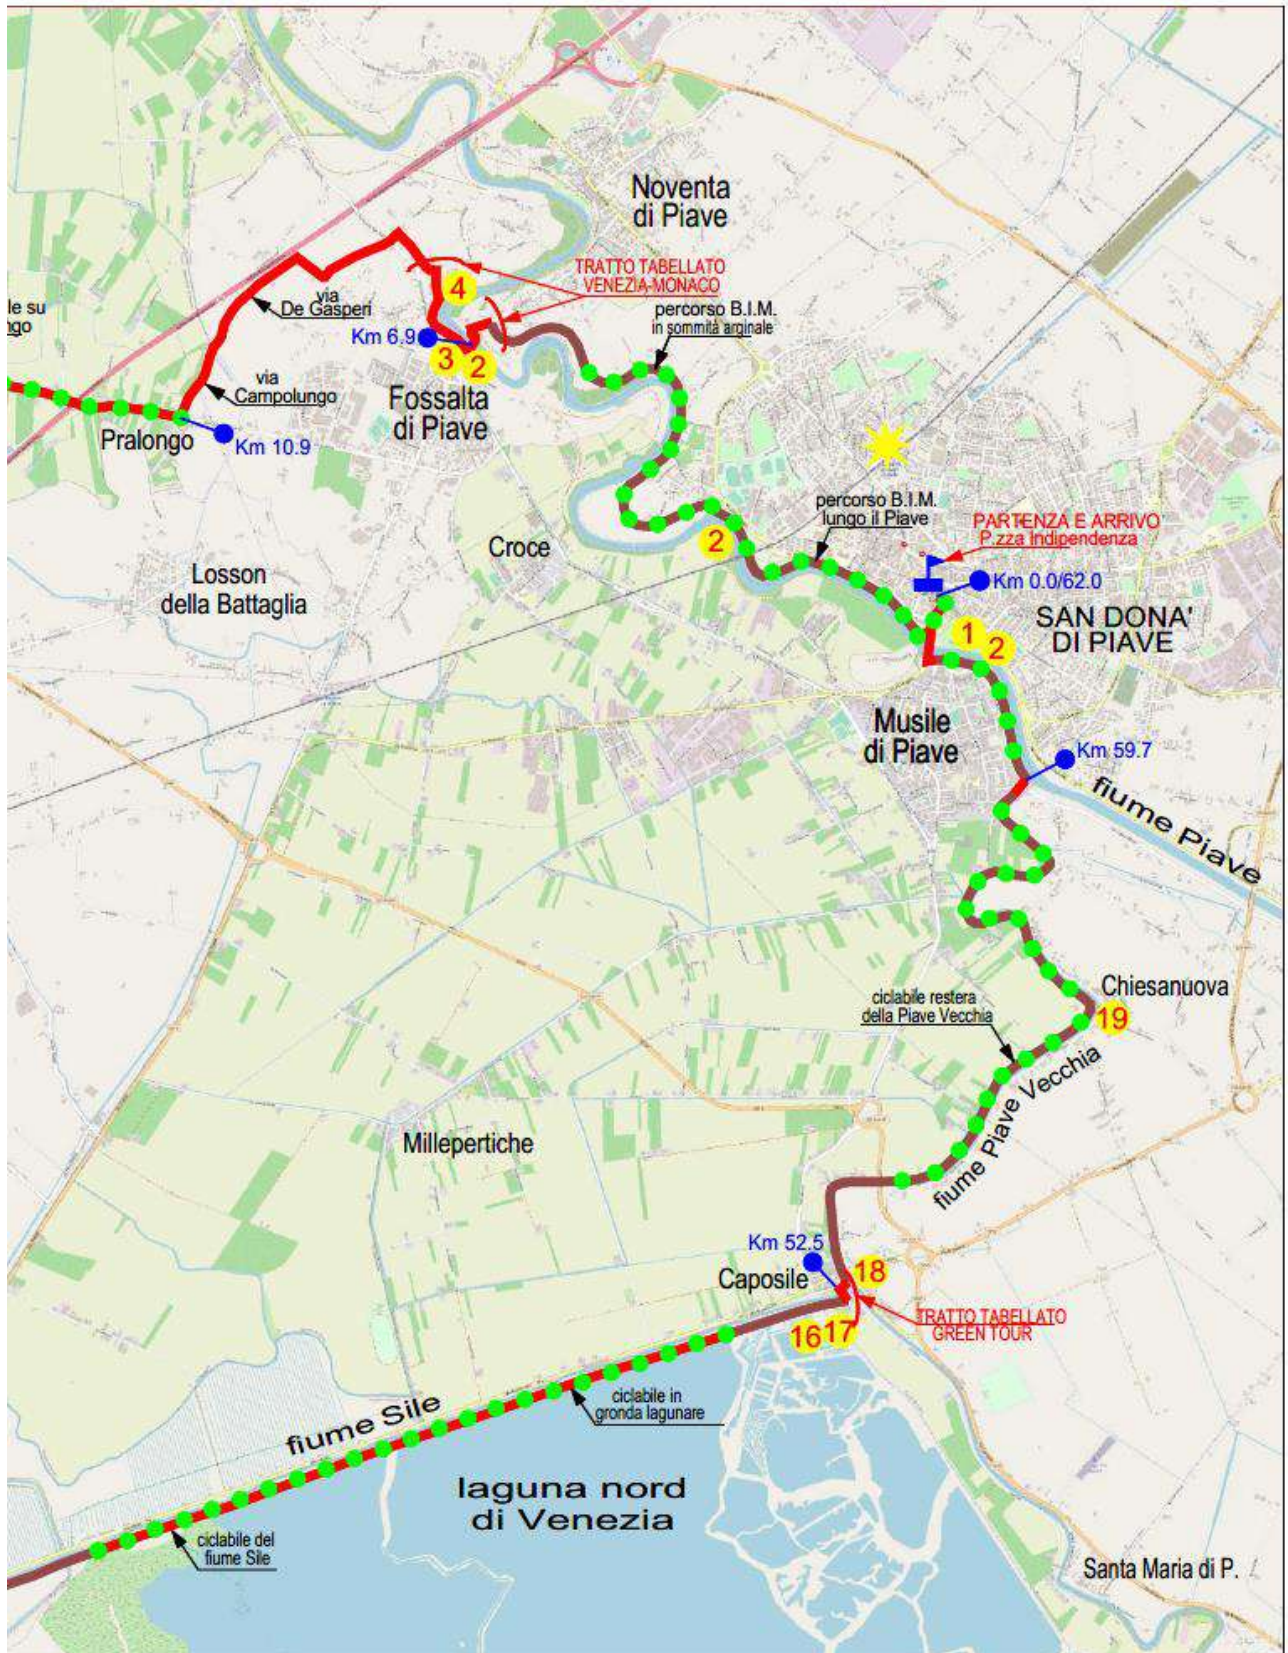 Noventa
di Piave
TRATTO TABELLATO
VENEZIA-MONACO
4
le su
ngo
via
De Gasperi
Km 6.9
percorso B.I.M.
in sommità arginale
3
2
via
Campolungo
Fossalta
di Piave
Pralongo
Km 10.9
percorso B.I.M.
lungo il Piave
PARTENZA E ARRIVO
P.zza Indipendenza
2
Croce
Losson
della Battaglia
Km 0.0/62.0
SAN DONA'
DI PIAVE
1
2
Musile
di Piave
Km 59.7
fiume Piave
Chiesanuova
ciclabile restera
della Piave Vecchia
19
fiume Piave Vecchia
Millepertiche
Km 52.5
Caposile
18
TRATTO TABELLATO
GREEN TOUR
16
17
ciclabile in
gronda lagunare
fiume Sile
laguna nord
di Venezia
ciclabile del
fiume Sile
Santa Maria di P.